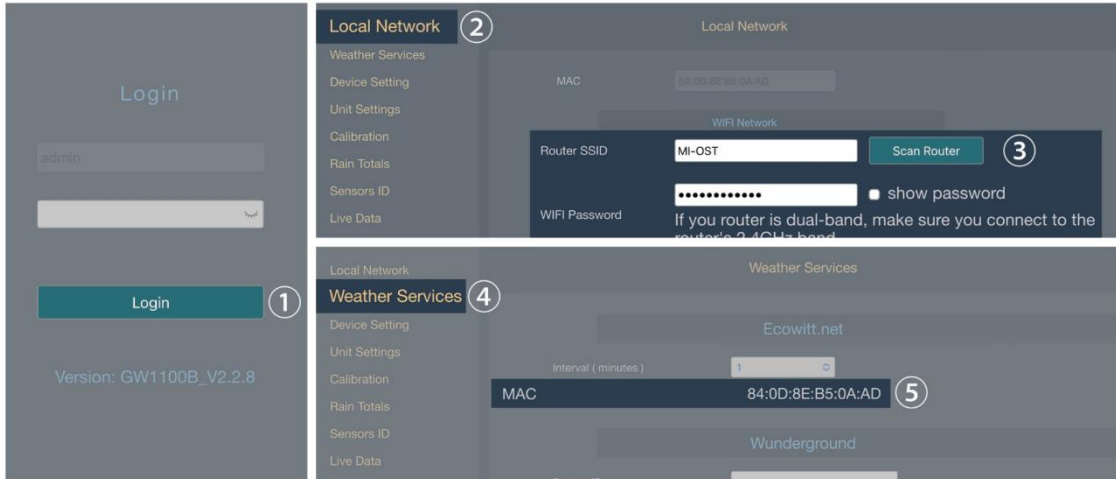 Login
admin
Login ①
Version: GW1100B_V2.2.8
Local Network ②
Weather Services
Device Setting
Unit Settings
Calibration
Rain Totals
Sensors ID
Live Data
Local Network
MAC 84:0D:8E:B5:0A:AD
WIFI Network
Router SSID MI-OST Scan Router ③
•••••••••••• show password
WIFI Password
If you router is dual-band, make sure you connect to the
router's 2.4GHz band
Local Network
Weather Services ④
Device Setting
Unit Settings
Calibration
Rain Totals
Sensors ID
Live Data
Weather Services
Ecowitt.net
Interval ( minutes ) 1
MAC 84:0D:8E:B5:0A:AD ⑤
Wunderground